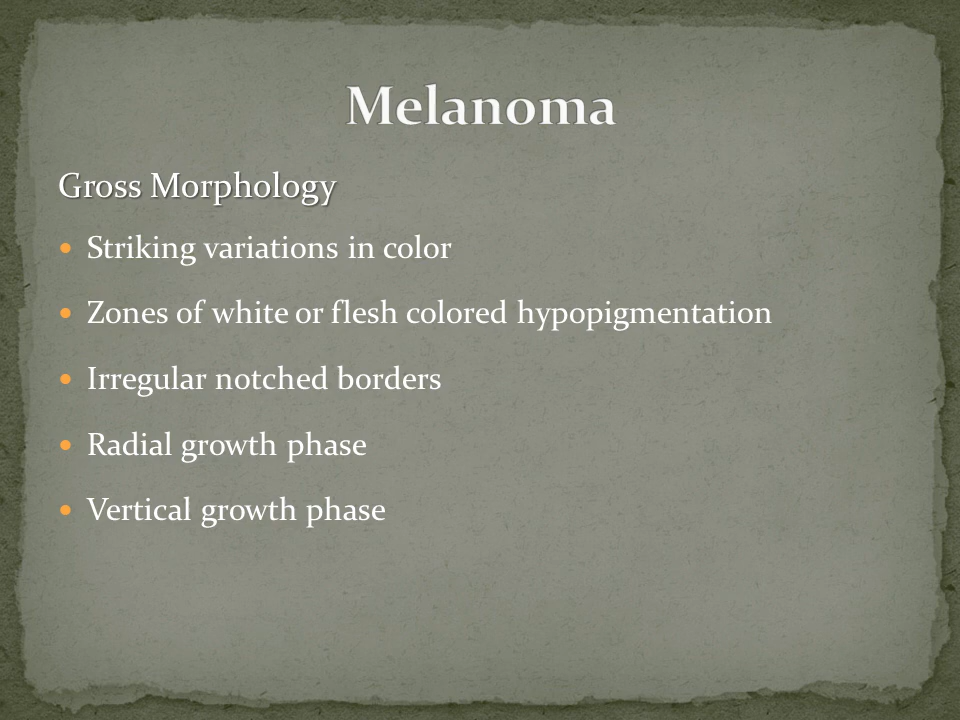 Melanoma
Gross Morphology
• Striking variations in color
• Zones of white or flesh colored hypopigmentation
• Irregular notched borders
• Radial growth phase
• Vertical growth phase